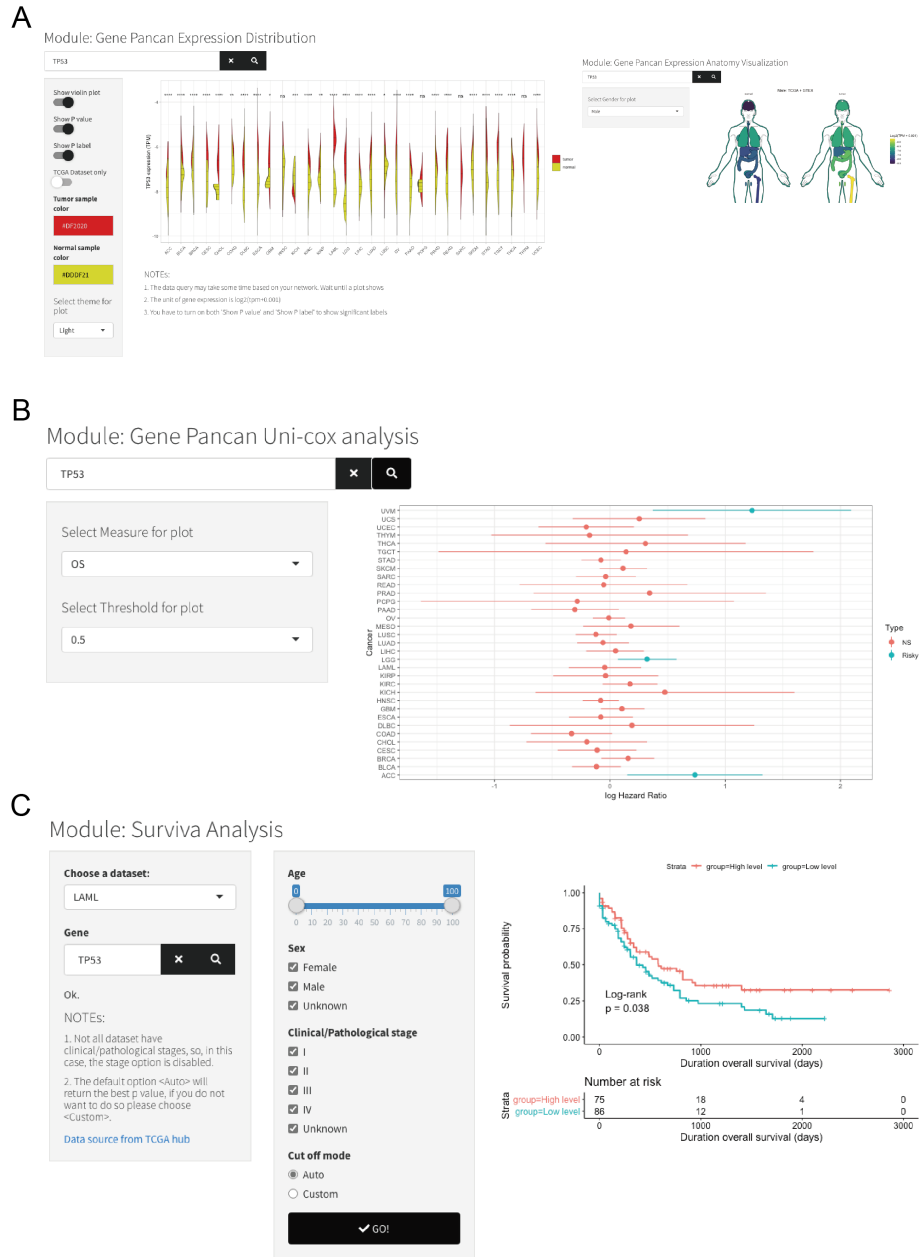 A
Module: Gene Pancan Expression Distribution
TP53
Show violin plot
Show P value
Show P label
TCGA Dataset only
Tumor sample
color
#DF2020
Normal sample
color
#DDDF21
Select theme for
plot
Light
TP53 expression (TPM)
tumor
normal
NOTEs:
1. The data query may take some time based on your network. Wait until a plot shows
2. The unit of gene expression is log2(tpm+0.001)
3. You have to turn on both 'Show P value' and 'Show P label' to show significant labels
Module: Gene Pancan Expression Anatomy Visualization
TP53
Select Gender for plot
B
Module: Gene Pancan Uni-cox analysis
TP53
Select Measure for plot
OS
Select Threshold for plot
0.5
Cancer
UVM
UCS
UCEC
THYM
THCA
TGCT
STAD
SKCM
SARC
READ
PRAD
PCPG
PAAD
OV
MESO
LUSC
LUAD
LIHC
LGG
LAML
KIRP
KIRC
KICH
HNSC
GBM
ESCA
DLBC
COAD
CHOL
CESC
BRCA
BLCA
ACC
-1 0 1 2
log Hazard Ratio
Type
NS
Risky
C
Module: Surviva Analysis
Choose a dataset:
LAML
Gene
TP53
Ok.
NOTEs:
1. Not all dataset have
clinical/pathological stages, so, in this
case, the stage option is disabled.
2. The default option <Auto> will
return the best p value, if you do not
want to do so please choose
<Custom>.
Data source from TCGA hub
Age
0 100
0 10 20 30 40 50 60 70 80 90 100
Sex
Female
Male
Unknown
Clinical/Pathological stage
I
II
III
IV
Unknown
Cut off mode
Auto
Custom
GO!
Strata group=High level group=Low level
Survival probability
1.00
0.75
0.50
0.25
0.00
Log-rank
p = 0.038
0 1000 2000 3000
Duration overall survival (days)
Number at risk
Strata
group=High level 75 18 4 0
group=Low level 86 12 1 0
0 1000 2000 3000
Duration overall survival (days)